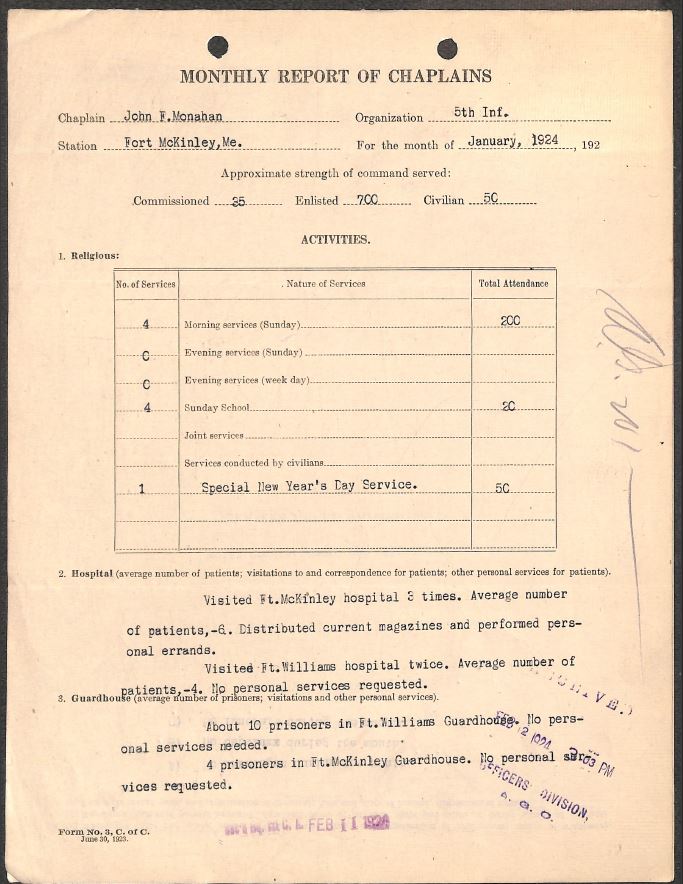 MONTHLY REPORT OF CHAPLAINS
Chaplain John F.Monahan Organization 5th Inf.
Station Fort McKinley,Me. For the month of January, 1924, 192
Approximate strength of command served:
Commissioned 35 Enlisted 700 Civilian 50
ACTIVITIES.
1. Religious:
No. of Services Nature of Services Total Attendance
4 Morning services (Sunday) 200
0 Evening services (Sunday)
0 Evening services (week day)
4 Sunday School 20
Joint services
Services conducted by civilians
1 Special New Year's Day Service. 50
2. Hospital (average number of patients; visitations to and correspondence for patients; other personal services for patients).
Visited Ft.McKinley hospital 3 times. Average number
of patients,-6. Distributed current magazines and performed pers-
onal errands.
Visited Ft.Williams hospital twice. Average number of
patients,-4. No personal services requested.
3. Guardhouse (average number of prisoners; visitations and other personal services).
About 10 prisoners in Ft.Williams Guardhouse. No pers-
onal services needed.
4 prisoners in Ft.McKinley Guardhouse. No personal ser-
vices requested.
RECEIVED
FEB 12 1924 3:03 PM
OFFICERS DIVISION,
A. G. O.
FEB 11 1924
Form No. 3, C. of C.
June 30, 1923.